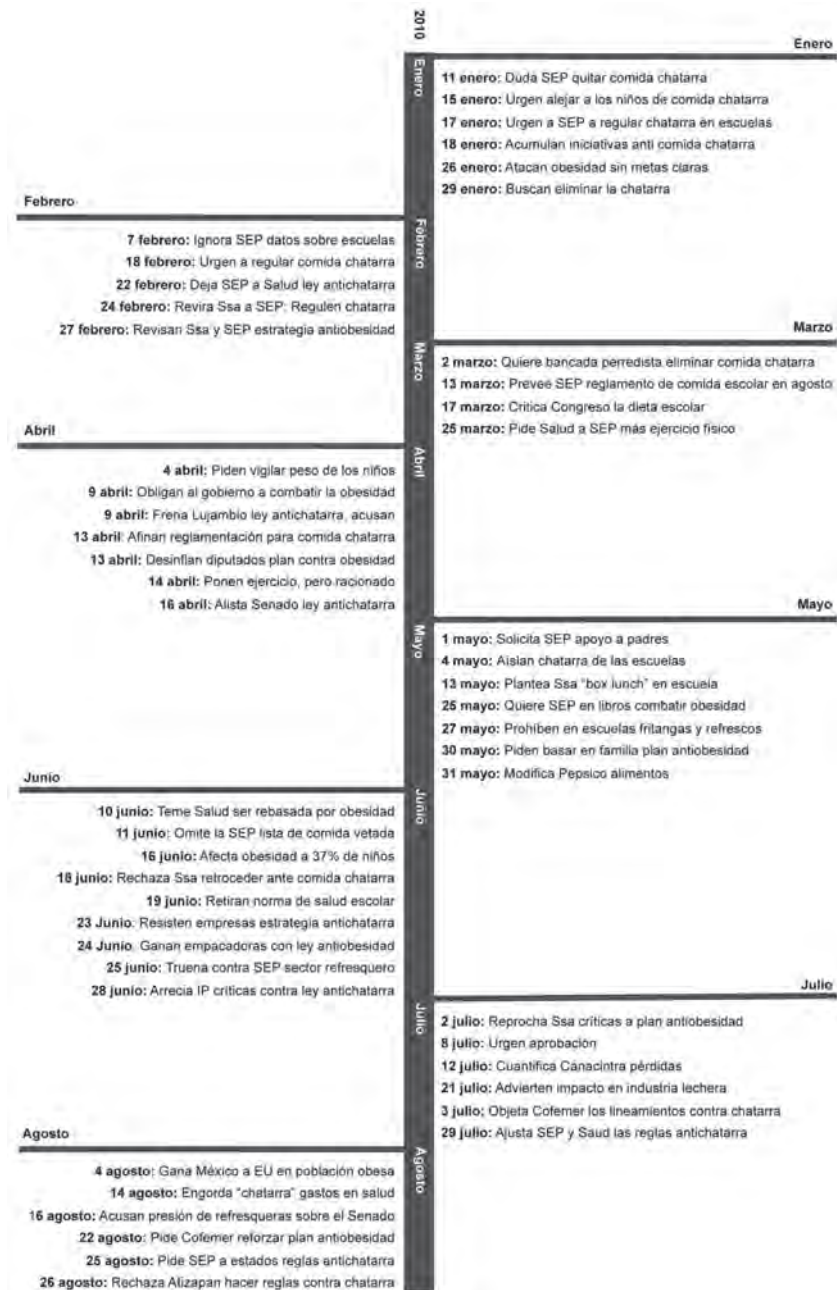 2010
Enero
Enero
11 enero: Duda SEP quitar comida chatarra
15 enero: Urgen alejar a los niños de comida chatarra
17 enero: Urgen a SEP a regular chatarra en escuelas
18 enero: Acumulan iniciativas anti comida chatarra
26 enero: Atacan obesidad sin metas claras
29 enero: Buscan eliminar la chatarra
Febrero
Febrero
7 febrero: Ignora SEP datos sobre escuelas
18 febrero: Urgen a regular comida chatarra
22 febrero: Deja SEP a Salud ley antichatarra
24 febrero: Revira Ssa a SEP: Regulen chatarra
27 febrero: Revisan Ssa y SEP estrategia antiobesidad
Marzo
Marzo
2 marzo: Quiere bancada perredista eliminar comida chatarra
13 marzo: Prevee SEP reglamento de comida escolar en agosto
17 marzo: Critica Congreso la dieta escolar
25 marzo: Pide Salud a SEP más ejercicio físico
Abril
Abril
4 abril: Piden vigilar peso de los niños
9 abril: Obligan al gobierno a combatir la obesidad
9 abril: Frena Lujambio ley antichatarra, acusan
13 abril: Afinan reglamentación para comida chatarra
13 abril: Desinflan diputados plan contra obesidad
14 abril: Ponen ejercicio, pero racionado
16 abril: Alista Senado ley antichatarra
Mayo
Mayo
1 mayo: Solicita SEP apoyo a padres
4 mayo: Aislan chatarra de las escuelas
13 mayo: Plantea Ssa "box lunch" en escuela
25 mayo: Quiere SEP en libros combatir obesidad
27 mayo: Prohiben en escuelas fritangas y refrescos
30 mayo: Piden basar en familia plan antiobesidad
31 mayo: Modifica Pepsico alimentos
Junio
Junio
10 junio: Teme Salud ser rebasada por obesidad
11 junio: Omite la SEP lista de comida vetada
16 junio: Afecta obesidad a 37% de niños
18 junio: Rechaza Ssa retroceder ante comida chatarra
19 junio: Retiran norma de salud escolar
23 Junio: Resisten empresas estrategia antichatarra
24 Junio: Ganan empacadoras con ley antiobesidad
25 junio: Truena contra SEP sector refresquero
28 junio: Arrecia IP críticas contra ley antichatarra
Julio
Julio
2 julio: Reprocha Ssa críticas a plan antiobesidad
8 julio: Urgen aprobación
12 julio: Cuantifica Canacintra pérdidas
21 julio: Advierten impacto en industria lechera
3 julio: Objeta Cofemer los lineamientos contra chatarra
29 julio: Ajusta SEP y Saud las reglas antichatarra
Agosto
Agosto
4 agosto: Gana México a EU en población obesa
14 agosto: Engorda "chatarra" gastos en salud
16 agosto: Acusan presión de refresqueras sobre el Senado
22 agosto: Pide Cofemer reforzar plan antiobesidad
25 agosto: Pide SEP a estados reglas antichatarra
26 agosto: Rechaza Atizapan hacer reglas contra chatarra